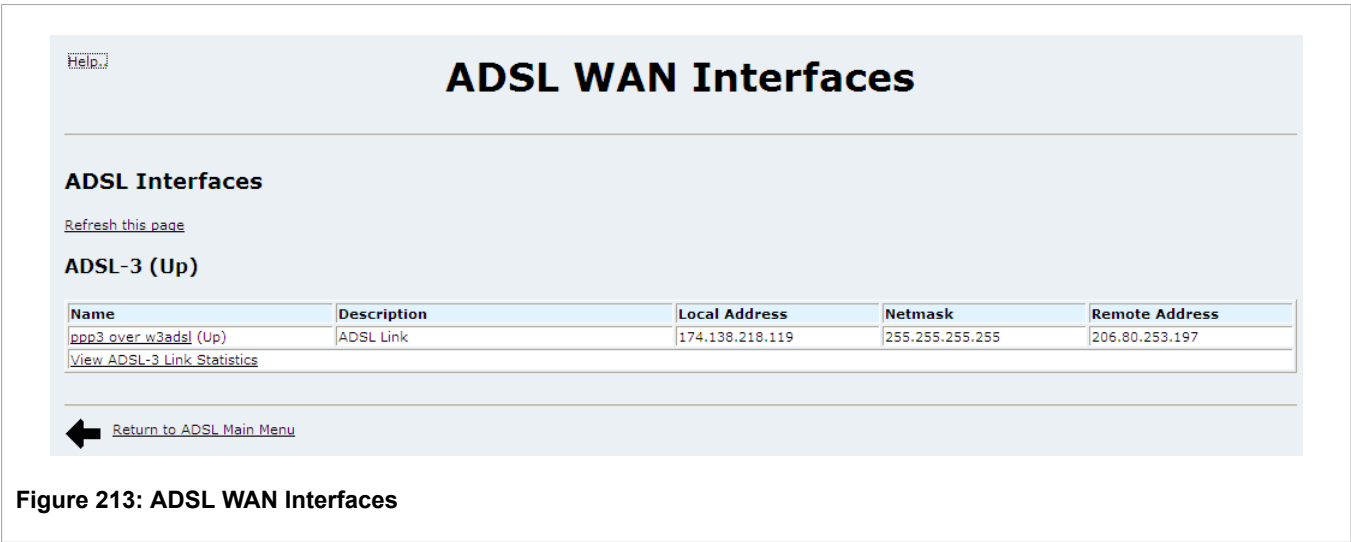 Help..
ADSL WAN Interfaces
ADSL Interfaces
Refresh this page
ADSL-3 (Up)
Name Description Local Address Netmask Remote Address
ppp3 over w3adsl (Up) ADSL Link 174.138.218.119 255.255.255.255 206.80.253.197
View ADSL-3 Link Statistics
Return to ADSL Main Menu
Figure 213: ADSL WAN Interfaces